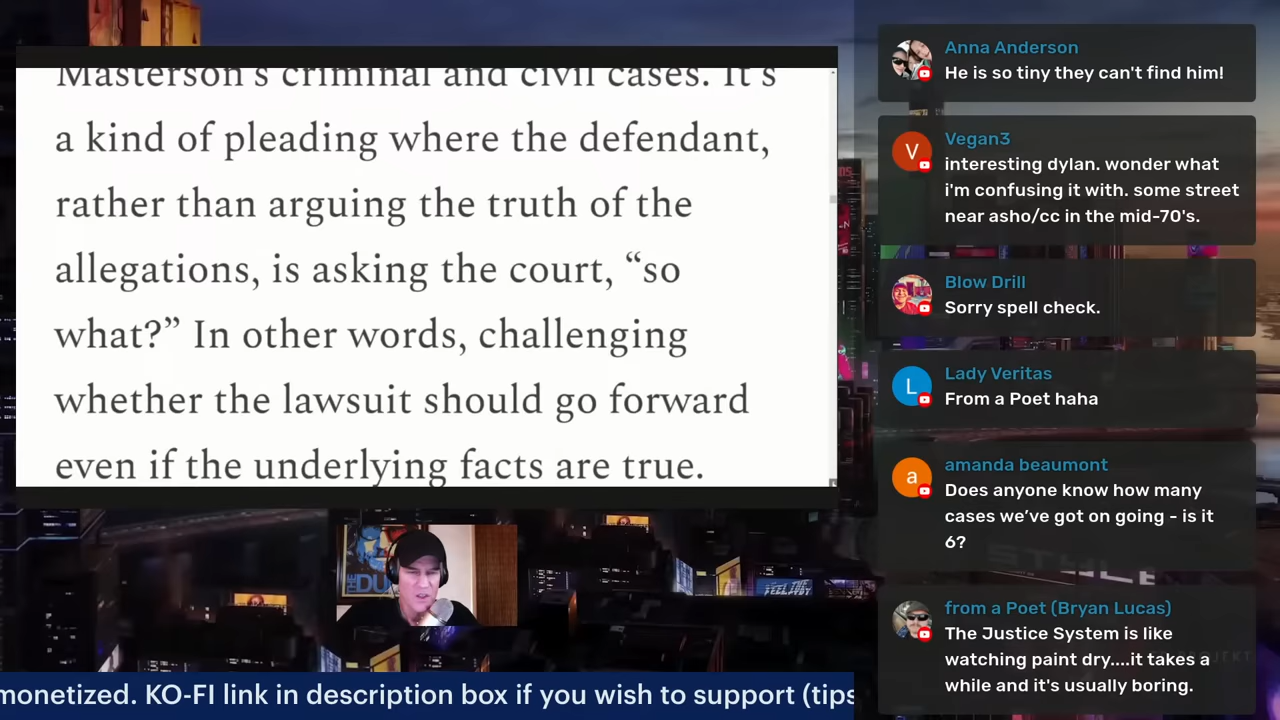 Masterson's criminal and civil cases. It's
a kind of pleading where the defendant,
rather than arguing the truth of the
allegations, is asking the court, “so
what?” In other words, challenging
whether the lawsuit should go forward
even if the underlying facts are true.
THE
DU
FEEL THE
monetized. KO-FI link in description box if you wish to support (tips
Anna Anderson
He is so tiny they can't find him!
V
Vegan3
interesting dylan. wonder what
i'm confusing it with. some street
near asho/cc in the mid-70's.
Blow Drill
Sorry spell check.
L
Lady Veritas
From a Poet haha
a
amanda beaumont
Does anyone know how many
cases we’ve got on going - is it
6?
from a Poet (Bryan Lucas)
The Justice System is like
watching paint dry....it takes a
while and it's usually boring.